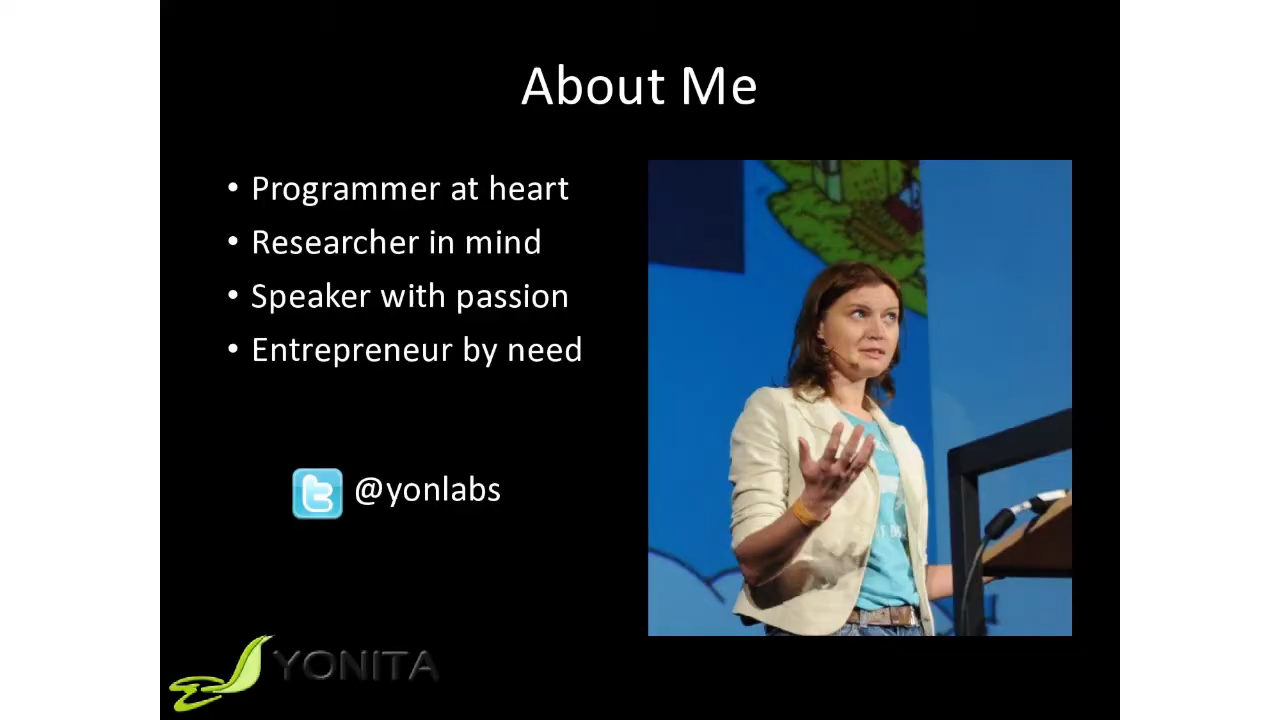 About Me
• Programmer at heart
• Researcher in mind
• Speaker with passion
• Entrepreneur by need
@yonlabs
YONITA